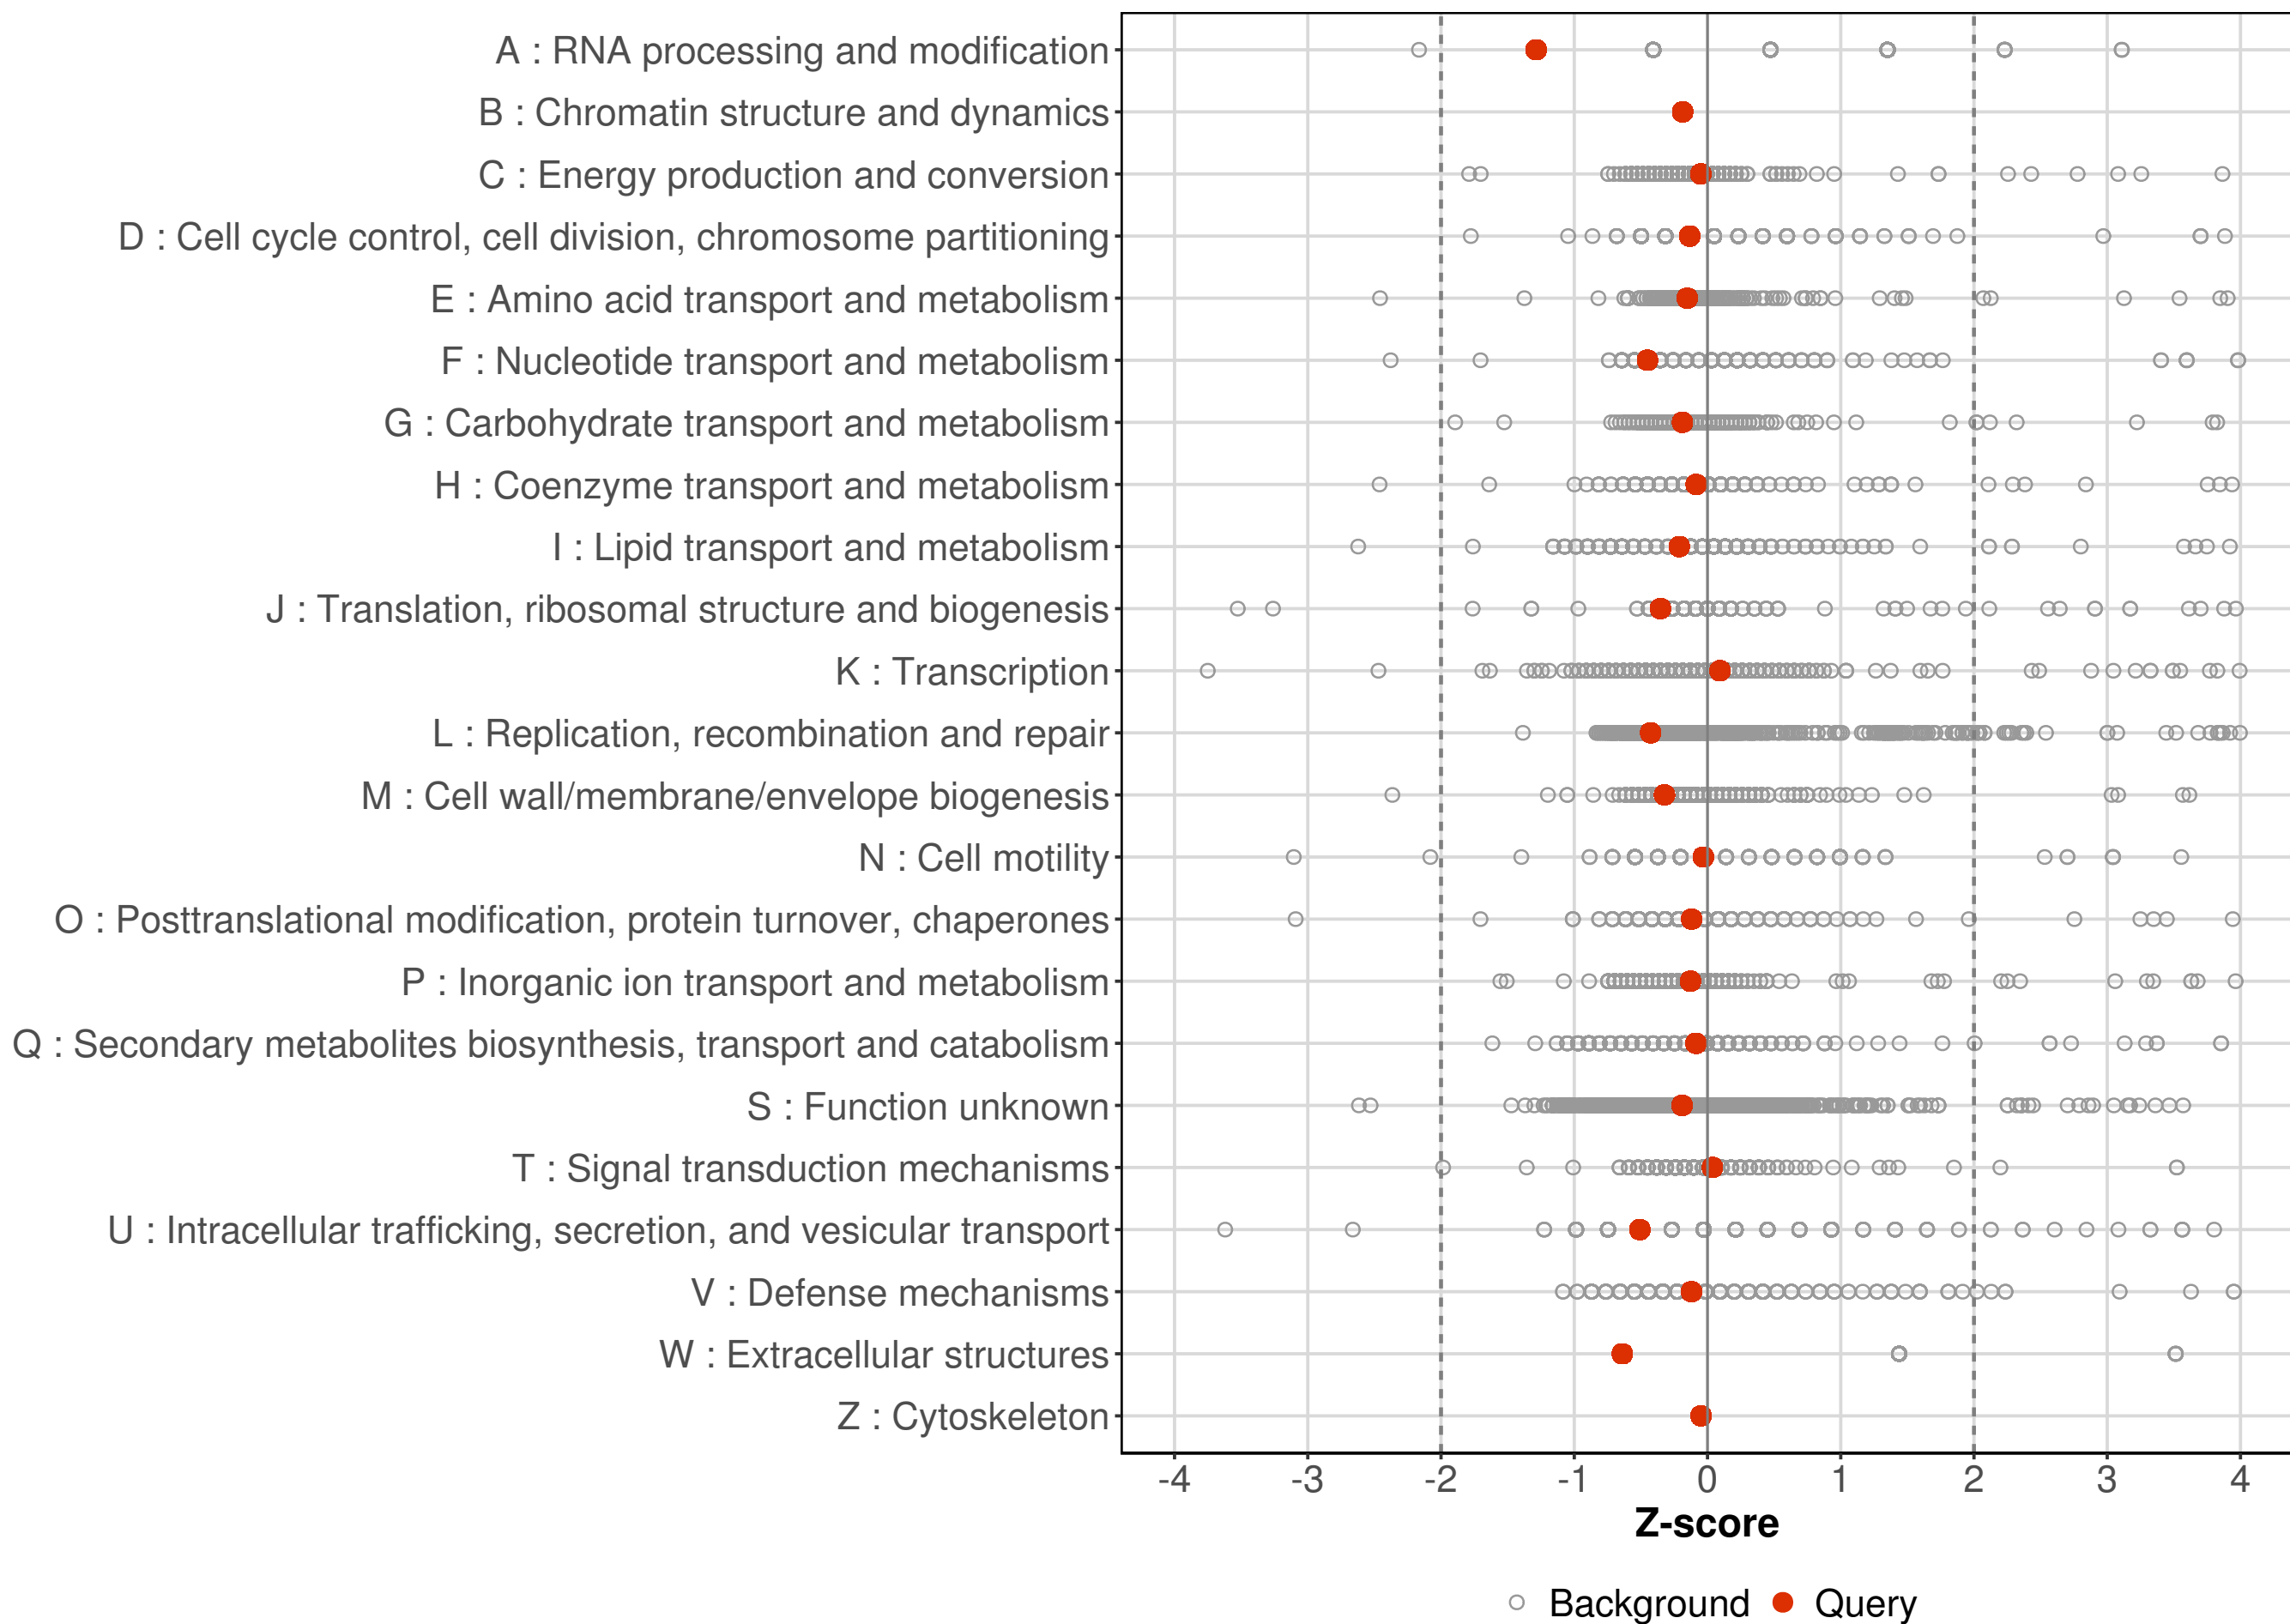 A : RNA processing and modification
B : Chromatin structure and dynamics
C : Energy production and conversion
D : Cell cycle control, cell division, chromosome partitioning
E : Amino acid transport and metabolism
F : Nucleotide transport and metabolism
G : Carbohydrate transport and metabolism
H : Coenzyme transport and metabolism
I : Lipid transport and metabolism
J : Translation, ribosomal structure and biogenesis
K : Transcription
L : Replication, recombination and repair
M : Cell wall/membrane/envelope biogenesis
N : Cell motility
O : Posttranslational modification, protein turnover, chaperones
P : Inorganic ion transport and metabolism
Q : Secondary metabolites biosynthesis, transport and catabolism
S : Function unknown
T : Signal transduction mechanisms
U : Intracellular trafficking, secretion, and vesicular transport
V : Defense mechanisms
W : Extracellular structures
Z : Cytoskeleton
-4 -3 -2 -1 0 1 2 3 4
Z-score
Background Query